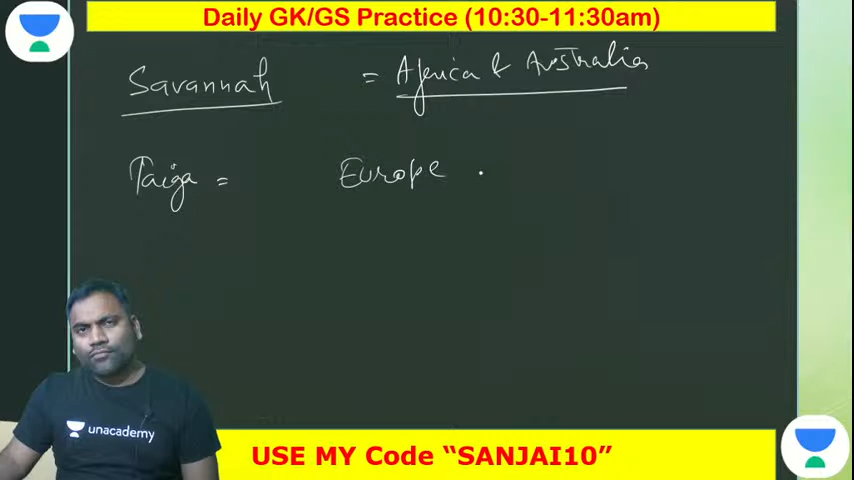 Daily GK/GS Practice (10:30-11:30am)
Savannah = Africa & Australia
Taiga = Europe .
unacademy
USE MY Code “SANJAI10”